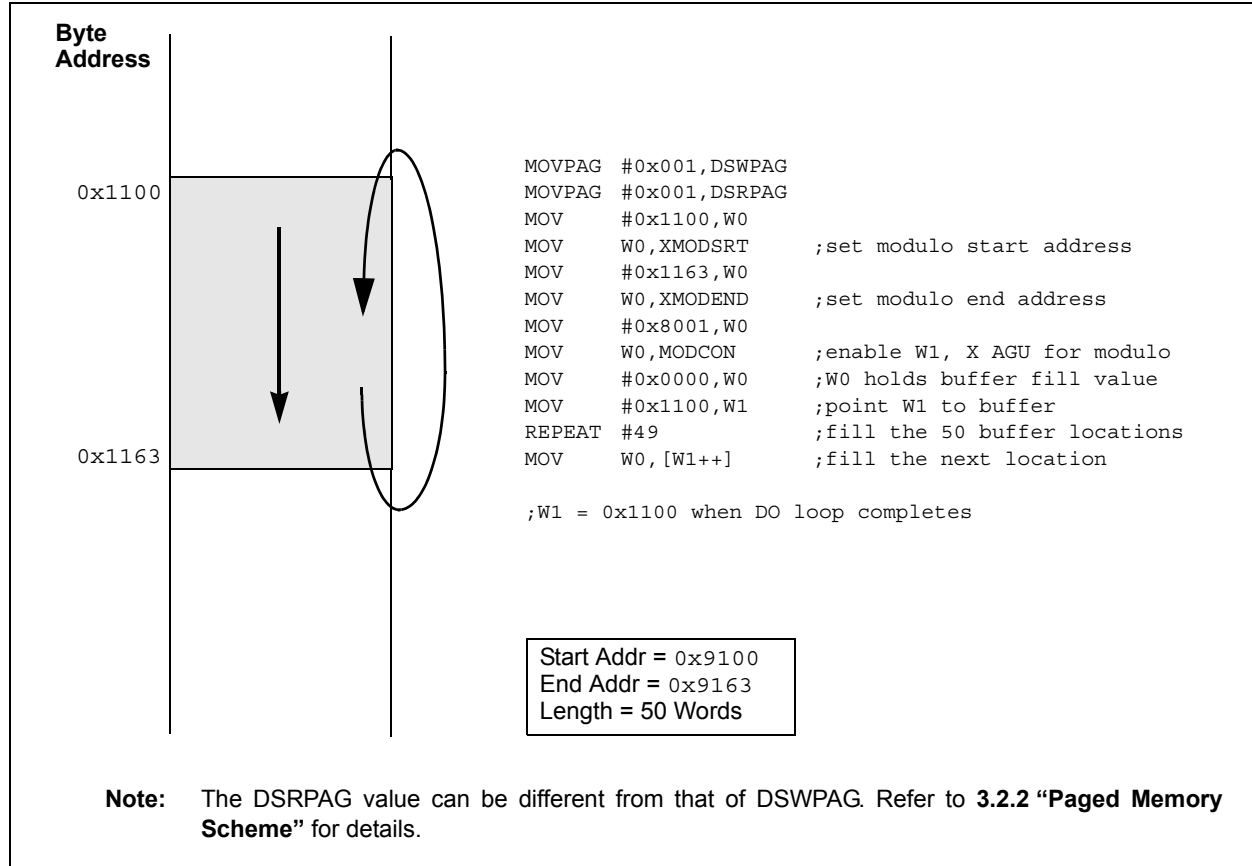 Byte
Address
0x1100
0x1163
MOVPAG #0x001,DSWPAG
MOVPAG #0x001,DSRPAG
MOV #0x1100,W0
MOV W0,XMODSRT ;set modulo start address
MOV #0x1163,W0
MOV W0,XMODEND ;set modulo end address
MOV #0x8001,W0
MOV W0,MODCON ;enable W1, X AGU for modulo
MOV #0x0000,W0 ;W0 holds buffer fill value
MOV #0x1100,W1 ;point W1 to buffer
REPEAT #49 ;fill the 50 buffer locations
MOV W0,[W1++] ;fill the next location
;W1 = 0x1100 when DO loop completes
Start Addr = 0x9100
End Addr = 0x9163
Length = 50 Words
Note: The DSRPAG value can be different from that of DSWPAG. Refer to 3.2.2 “Paged Memory
Scheme” for details.